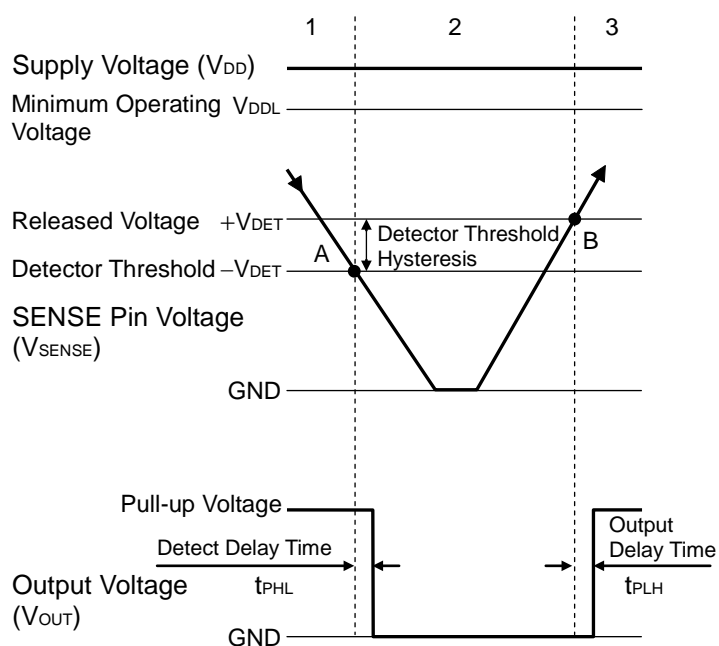 1 2 3
Supply Voltage (VDD)
Minimum Operating VDDL
Voltage
Released Voltage +VDET
Detector Threshold
Hysteresis
A
B
Detector Threshold −VDET
SENSE Pin Voltage
(VSENSE)
GND
Pull-up Voltage
Detect Delay Time
tPHL
Output
Delay Time
tPLH
Output Voltage
(VOUT)
GND